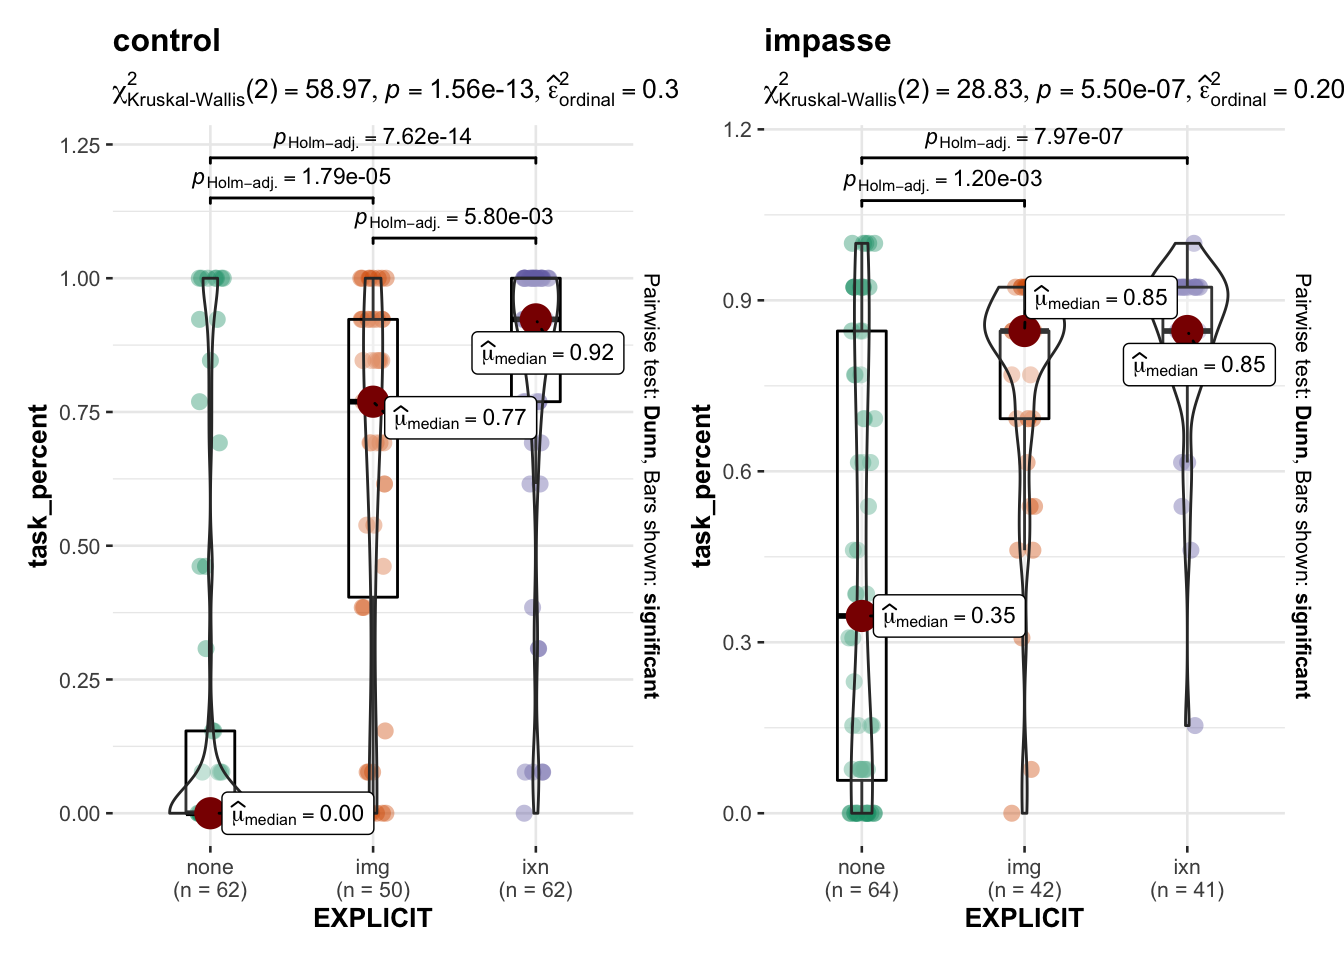 control
χ²Kruskal-Wallis(2) = 58.97, p = 1.56e-13, ε̂²ordinal = 0.3
pHolm−adj. = 7.62e-14
pHolm−adj. = 1.79e-05
pHolm−adj. = 5.80e-03
1.25
1.00
0.75
0.50
0.25
0.00
task_percent
μ̂median = 0.92
μ̂median = 0.77
μ̂median = 0.00
Pairwise test: Dunn, Bars shown: significant
none img ixn
(n = 62) (n = 50) (n = 62)
EXPLICIT
impasse
χ²Kruskal-Wallis(2) = 28.83, p = 5.50e-07, ε̂²ordinal = 0.20
pHolm−adj. = 7.97e-07
pHolm−adj. = 1.20e-03
1.2
0.9
0.6
0.3
0.0
task_percent
μ̂median = 0.85
μ̂median = 0.85
μ̂median = 0.35
Pairwise test: Dunn, Bars shown: significant
none img ixn
(n = 64) (n = 42) (n = 41)
EXPLICIT